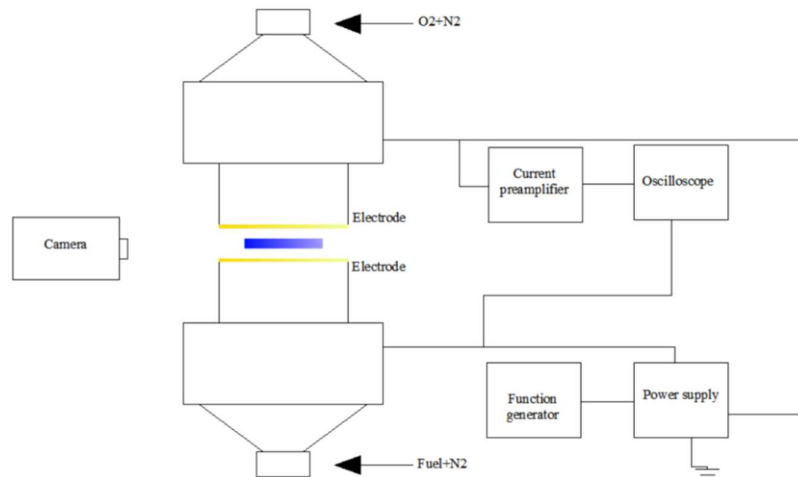 O2+N2
Current
preamplifier
Oscilloscope
Electrode
Camera
Electrode
Function
generator
Power supply
Fuel+N2